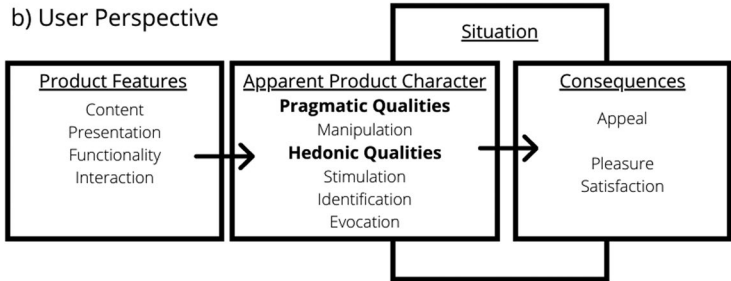 b) User Perspective
Situation
Product Features
Content
Presentation
Functionality
Interaction
Apparent Product Character
Pragmatic Qualities
Manipulation
Hedonic Qualities
Stimulation
Identification
Evocation
Consequences
Appeal
Pleasure
Satisfaction